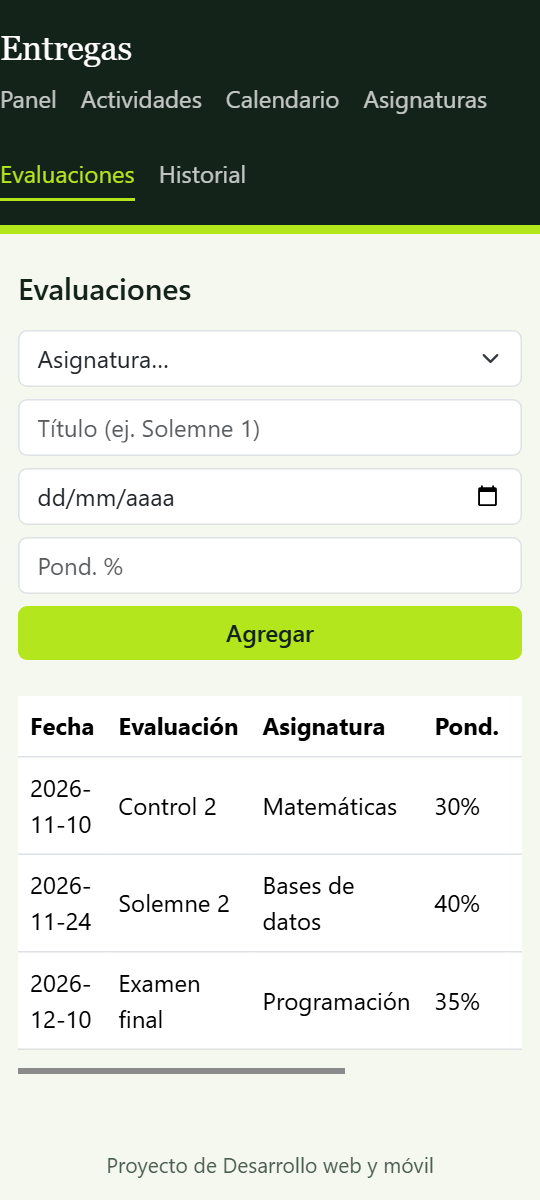 Entregas
Panel Actividades Calendario Asignaturas
Evaluaciones Historial
Evaluaciones
Asignatura...
Título (ej. Solemne 1)
dd/mm/aaaa
Pond. %
Agregar
Fecha Evaluación Asignatura Pond.
2026-
11-10 Control 2 Matemáticas 30%
2026-
11-24 Solemne 2 Bases de
datos 40%
2026-
12-10 Examen
final Programación 35%
Proyecto de Desarrollo web y móvil